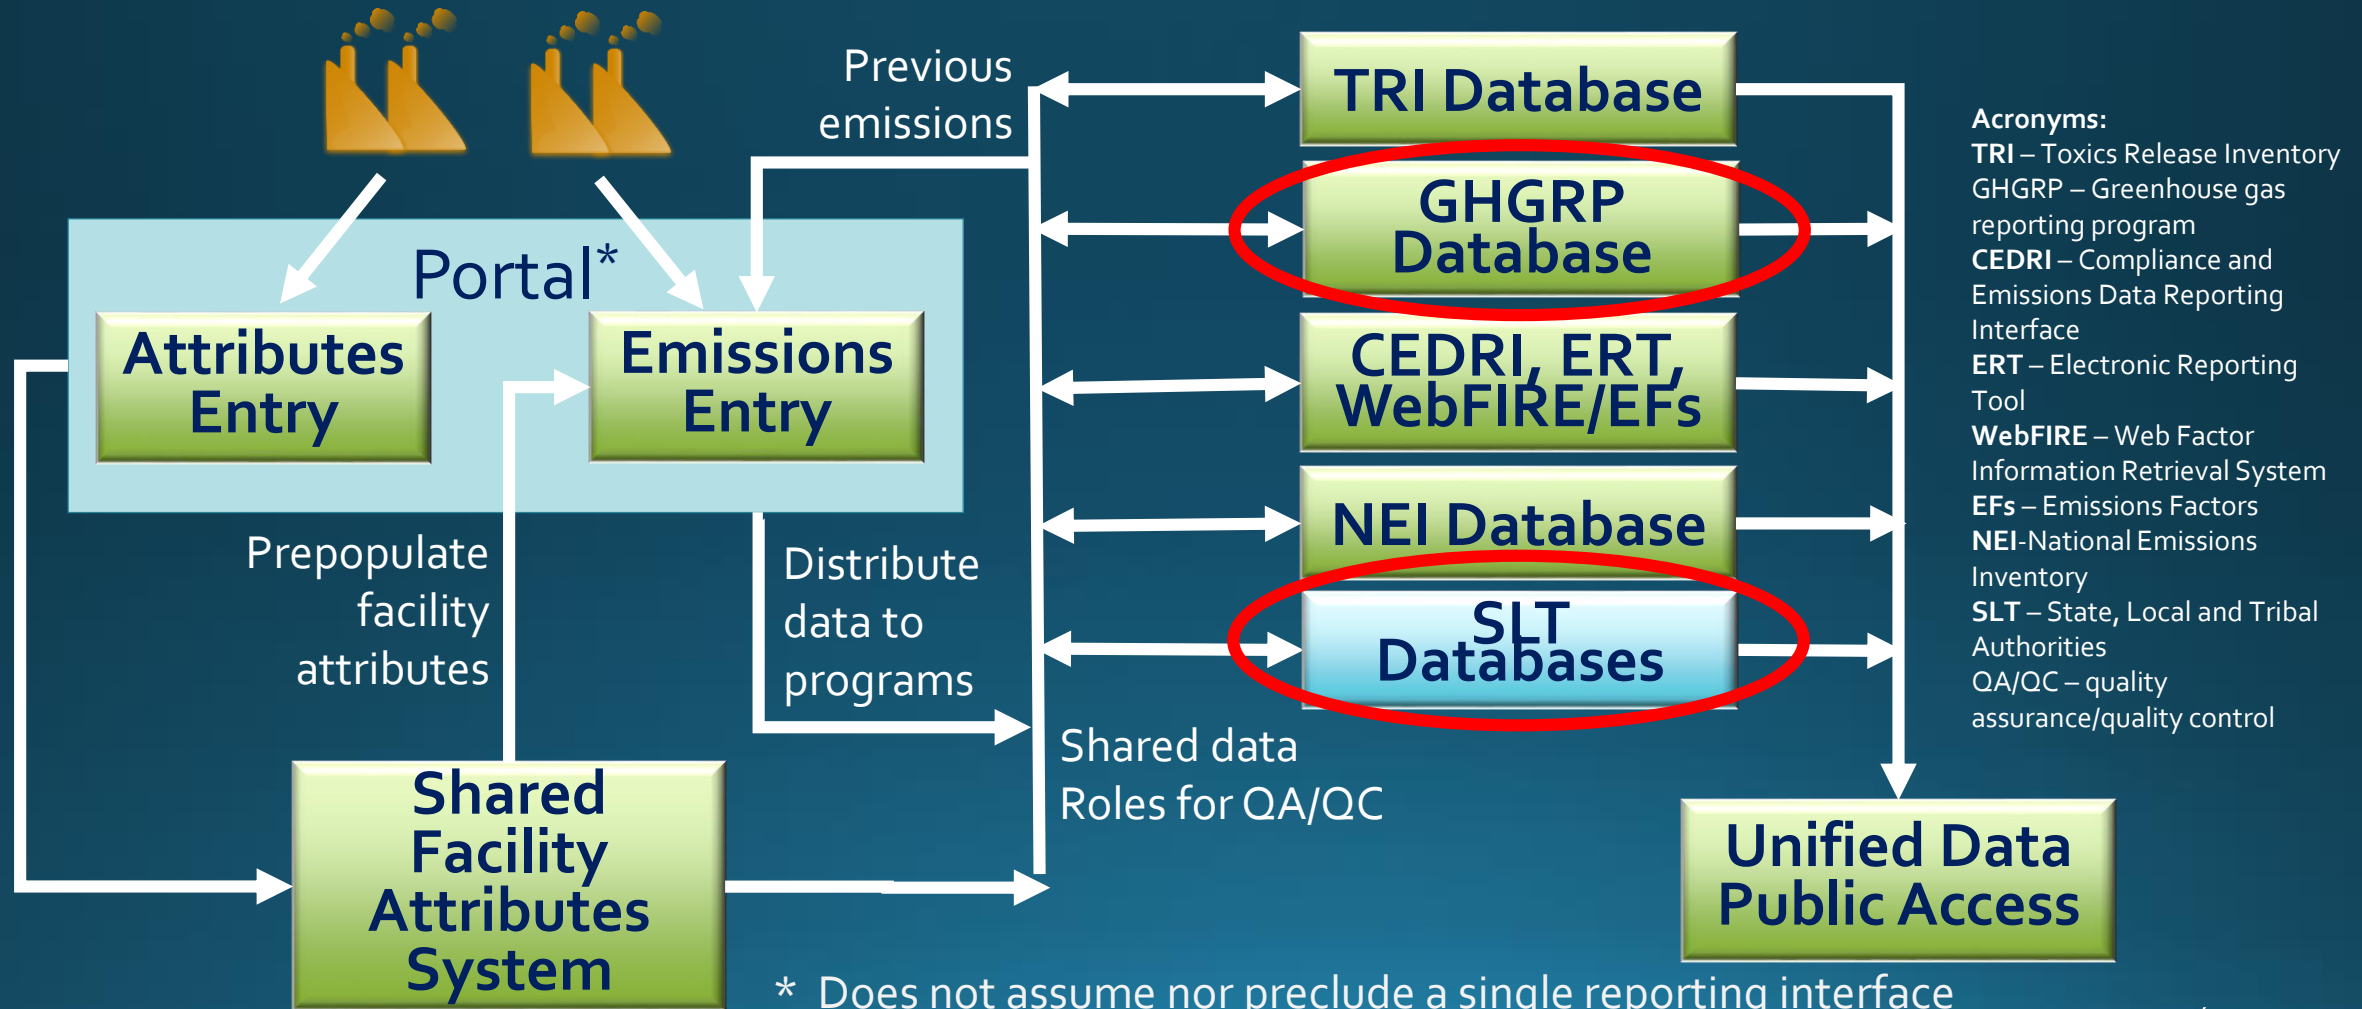 Previous
emissions
Portal*
Attributes
Entry
Emissions
Entry
Prepopulate
facility
attributes
Distribute
data to
programs
Shared
Facility
Attributes
System
TRI Database
GHGRP
Database
CEDRI, ERT,
WebFIRE/EFs
NEI Database
SLT
Databases
Shared data
Roles for QA/QC
Unified Data
Public Access
Acronyms:
TRI – Toxics Release Inventory
GHGRP – Greenhouse gas
reporting program
CEDRI – Compliance and
Emissions Data Reporting
Interface
ERT – Electronic Reporting
Tool
WebFIRE – Web Factor
Information Retrieval System
EFs – Emissions Factors
NEI-National Emissions
Inventory
SLT – State, Local and Tribal
Authorities
QA/QC – quality
assurance/quality control
* Does not assume nor preclude a single reporting interface